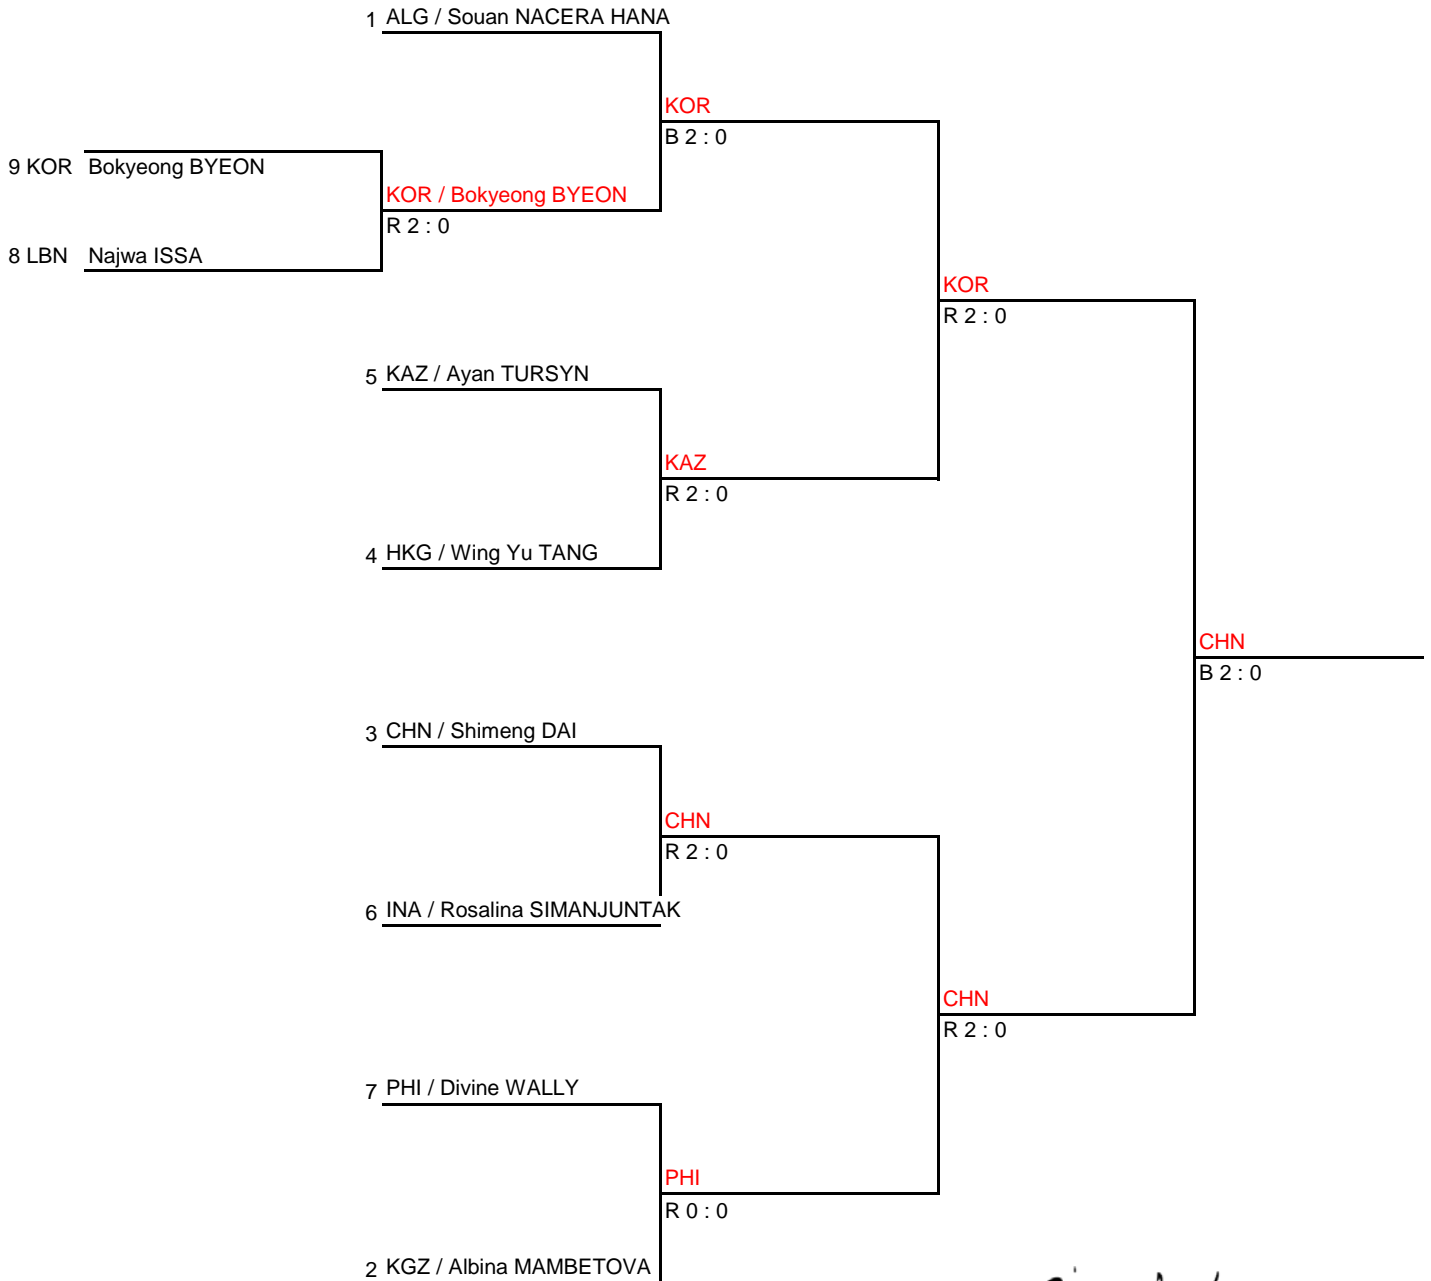 1 ALG / Souan NACERA HANA
KOR
B 2 : 0
9 KOR Bokyeong BYEON
KOR / Bokyeong BYEON
R 2 : 0
8 LBN Najwa ISSA
KOR
R 2 : 0
5 KAZ / Ayan TURSYN
KAZ
R 2 : 0
4 HKG / Wing Yu TANG
CHN
B 2 : 0
3 CHN / Shimeng DAI
CHN
R 2 : 0
6 INA / Rosalina SIMANJUNTAK
CHN
R 2 : 0
7 PHI / Divine WALLY
PHI
R 0 : 0
2 KGZ / Albina MAMBETOVA